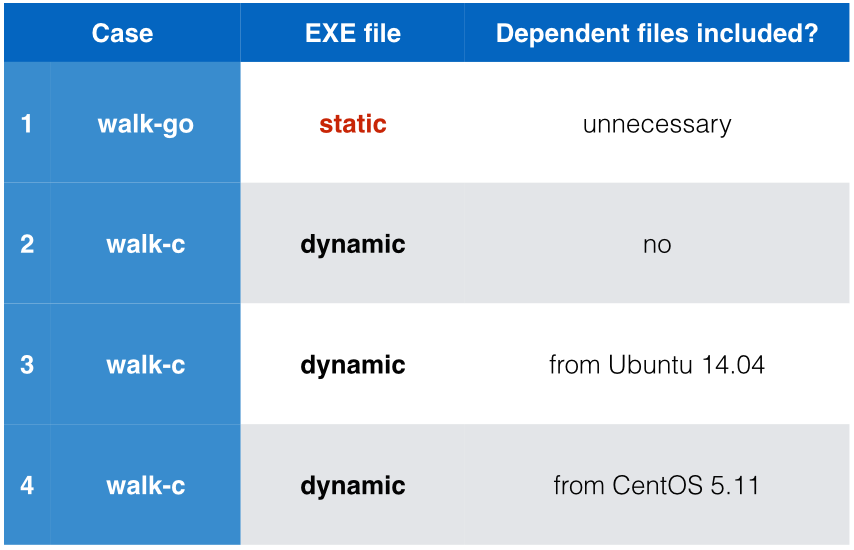 Case EXE file Dependent files included?
1 walk-go static unnecessary
2 walk-c dynamic no
3 walk-c dynamic from Ubuntu 14.04
4 walk-c dynamic from CentOS 5.11